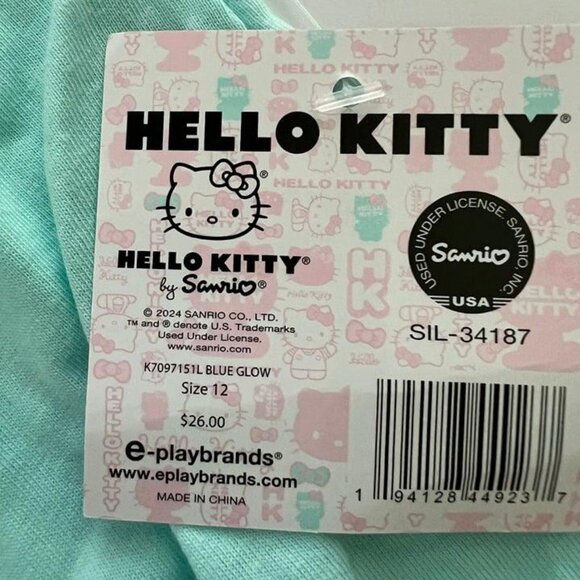 HELLO KITTY
HELLO KITTY®
HELLO KITTY®
by Sanrio®
© 2024 SANRIO CO., LTD.
™ and ® denote U.S. Trademarks
Used Under License.
www.sanrio.com
K7097151L BLUE GLOW
Size 12
$26.00
e-playbrands®
www.eplaybrands.com
MADE IN CHINA
USED UNDER LICENSE, SANRIO, INC.
Sanrio
USA
SIL-34187
1 94128 44923 7